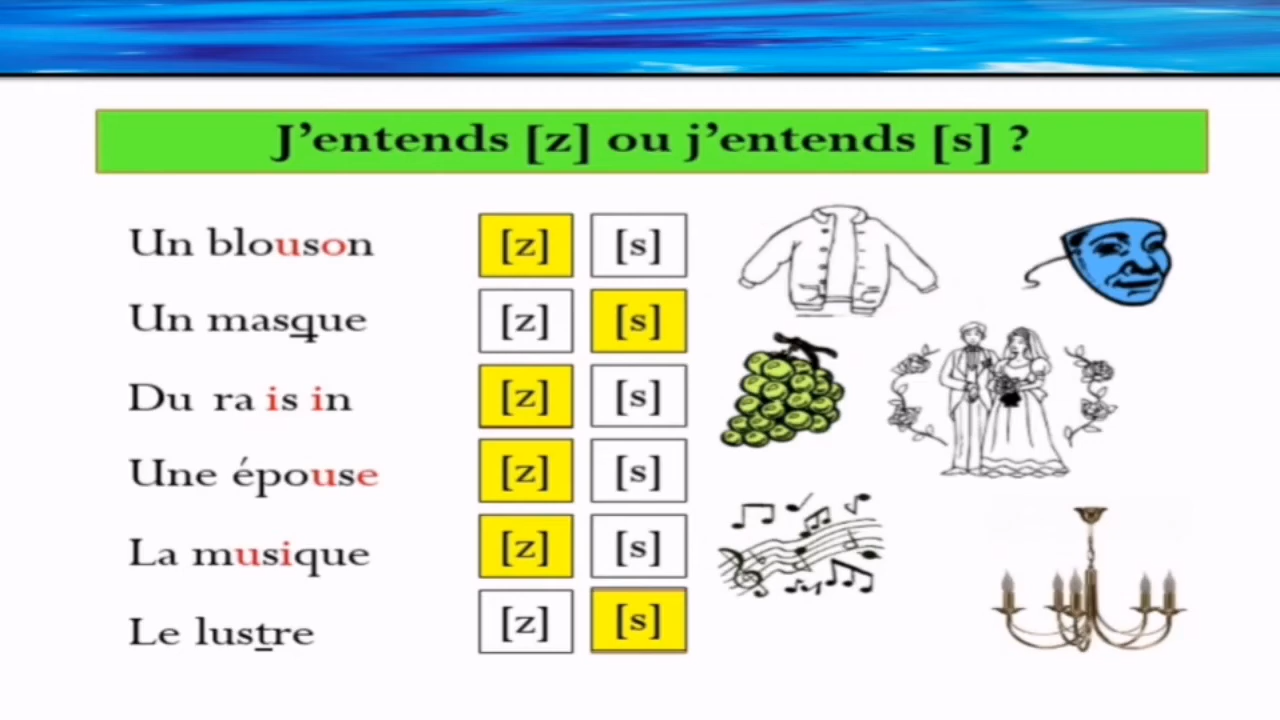 J'entends [z] ou j'entends [s] ?
Un blouson [z] [s]
Un masque [z] [s]
Du ra is in [z] [s]
Une épouse [z] [s]
La musique [z] [s]
Le lustre [z] [s]